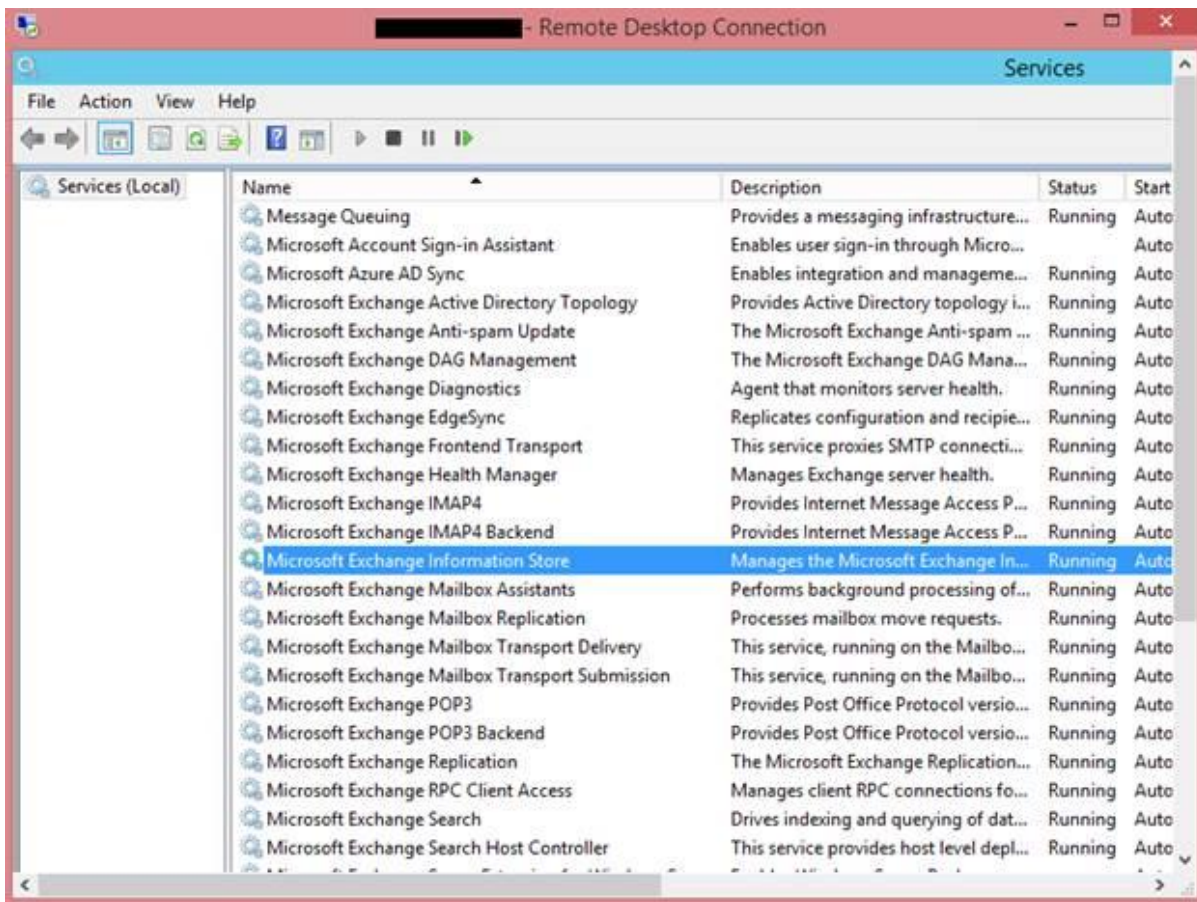 - Remote Desktop Connection
Services
File Action View Help
Services (Local)
Name Description Status Start
Message Queuing Provides a messaging infrastructure... Running Auto
Microsoft Account Sign-in Assistant Enables user sign-in through Micro... Auto
Microsoft Azure AD Sync Enables integration and manageme... Running Auto
Microsoft Exchange Active Directory Topology Provides Active Directory topology i... Running Auto
Microsoft Exchange Anti-spam Update The Microsoft Exchange Anti-spam ... Running Auto
Microsoft Exchange DAG Management The Microsoft Exchange DAG Mana... Running Auto
Microsoft Exchange Diagnostics Agent that monitors server health. Running Auto
Microsoft Exchange EdgeSync Replicates configuration and recipie... Running Auto
Microsoft Exchange Frontend Transport This service proxies SMTP connecti... Running Auto
Microsoft Exchange Health Manager Manages Exchange server health. Running Auto
Microsoft Exchange IMAP4 Provides Internet Message Access P... Running Auto
Microsoft Exchange IMAP4 Backend Provides Internet Message Access P... Running Auto
Microsoft Exchange Information Store Manages the Microsoft Exchange In... Running Auto
Microsoft Exchange Mailbox Assistants Performs background processing of... Running Auto
Microsoft Exchange Mailbox Replication Processes mailbox move requests. Running Auto
Microsoft Exchange Mailbox Transport Delivery This service, running on the Mailbo... Running Auto
Microsoft Exchange Mailbox Transport Submission This service, running on the Mailbo... Running Auto
Microsoft Exchange POP3 Provides Post Office Protocol versio... Running Auto
Microsoft Exchange POP3 Backend Provides Post Office Protocol versio... Running Auto
Microsoft Exchange Replication The Microsoft Exchange Replication... Running Auto
Microsoft Exchange RPC Client Access Manages client RPC connections fo... Running Auto
Microsoft Exchange Search Drives indexing and querying of dat... Running Auto
Microsoft Exchange Search Host Controller This service provides host level depl... Running Auto